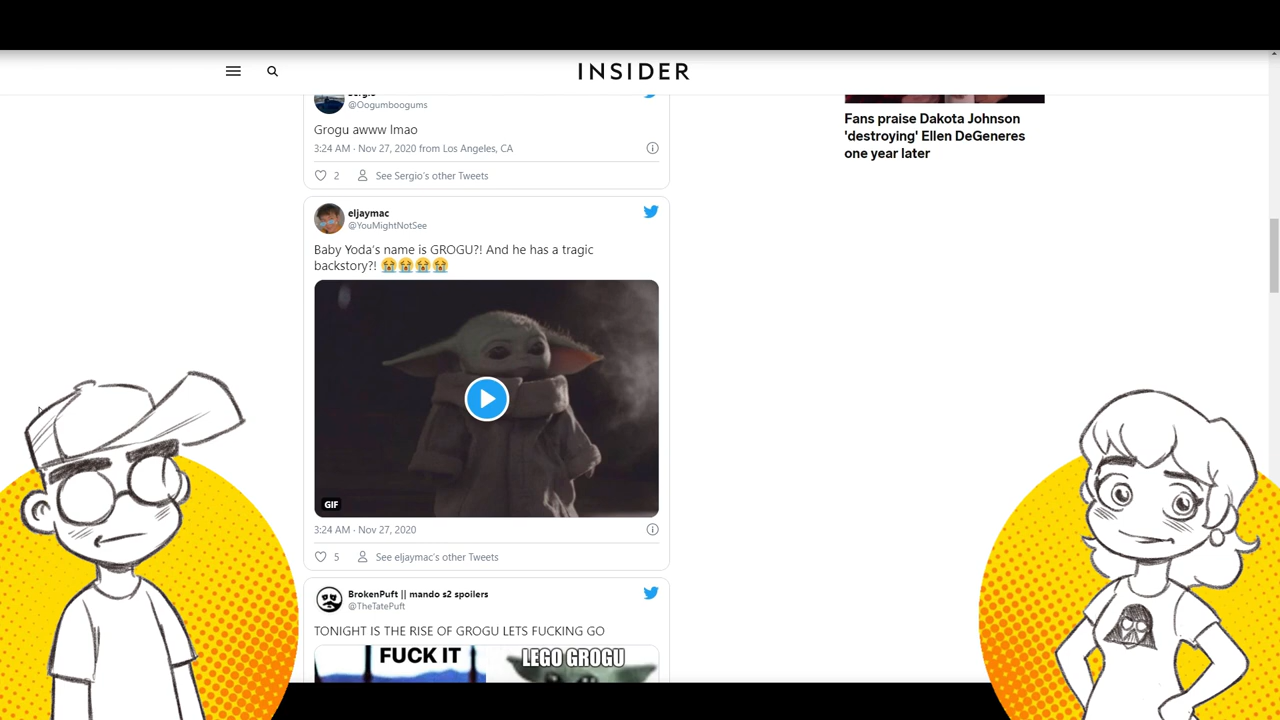 INSIDER
@Oogumboogums
Grogu awww lmao
3:24 AM · Nov 27, 2020 from Los Angeles, CA
2 See Sergio's other Tweets
Fans praise Dakota Johnson
'destroying' Ellen DeGeneres
one year later
eljaymac
@YouMightNotSee
Baby Yoda's name is GROGU?! And he has a tragic
backstory?! 😭😭😭😭
GIF
3:24 AM · Nov 27, 2020
5 See eljaymac's other Tweets
BrokenPuft || mando s2 spoilers
@TheTatePuft
TONIGHT IS THE RISE OF GROGU LETS FUCKING GO
FUCK IT
LEGO GROGU